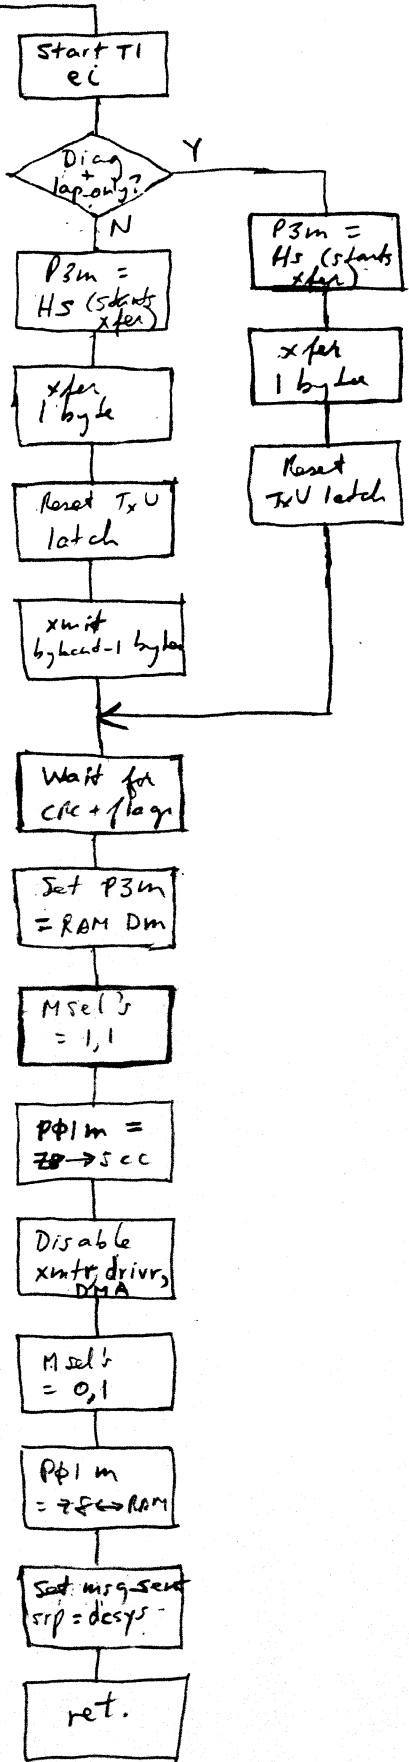 Start T1
ei
Diag
+
lap only?
Y
N
P3m =
HS (starts
xfer)
xfer
1 byte
Reset TxU
latch
xmit
bytecnt-1 bytes
P3m =
HS (starts
xfer)
xfer
1 byte
Reset
TxU latch
Wait for
CRC + flags
Set P3m
= RAM DM
Msel's
= 1,1
Pφ1m =
Z8→SCC
Disable
xmtr, drivr,
DMA
Msel's
= 0,1
Pφ1m
= Z8↔RAM
Set msg-sent
srp = dcsys
ret.